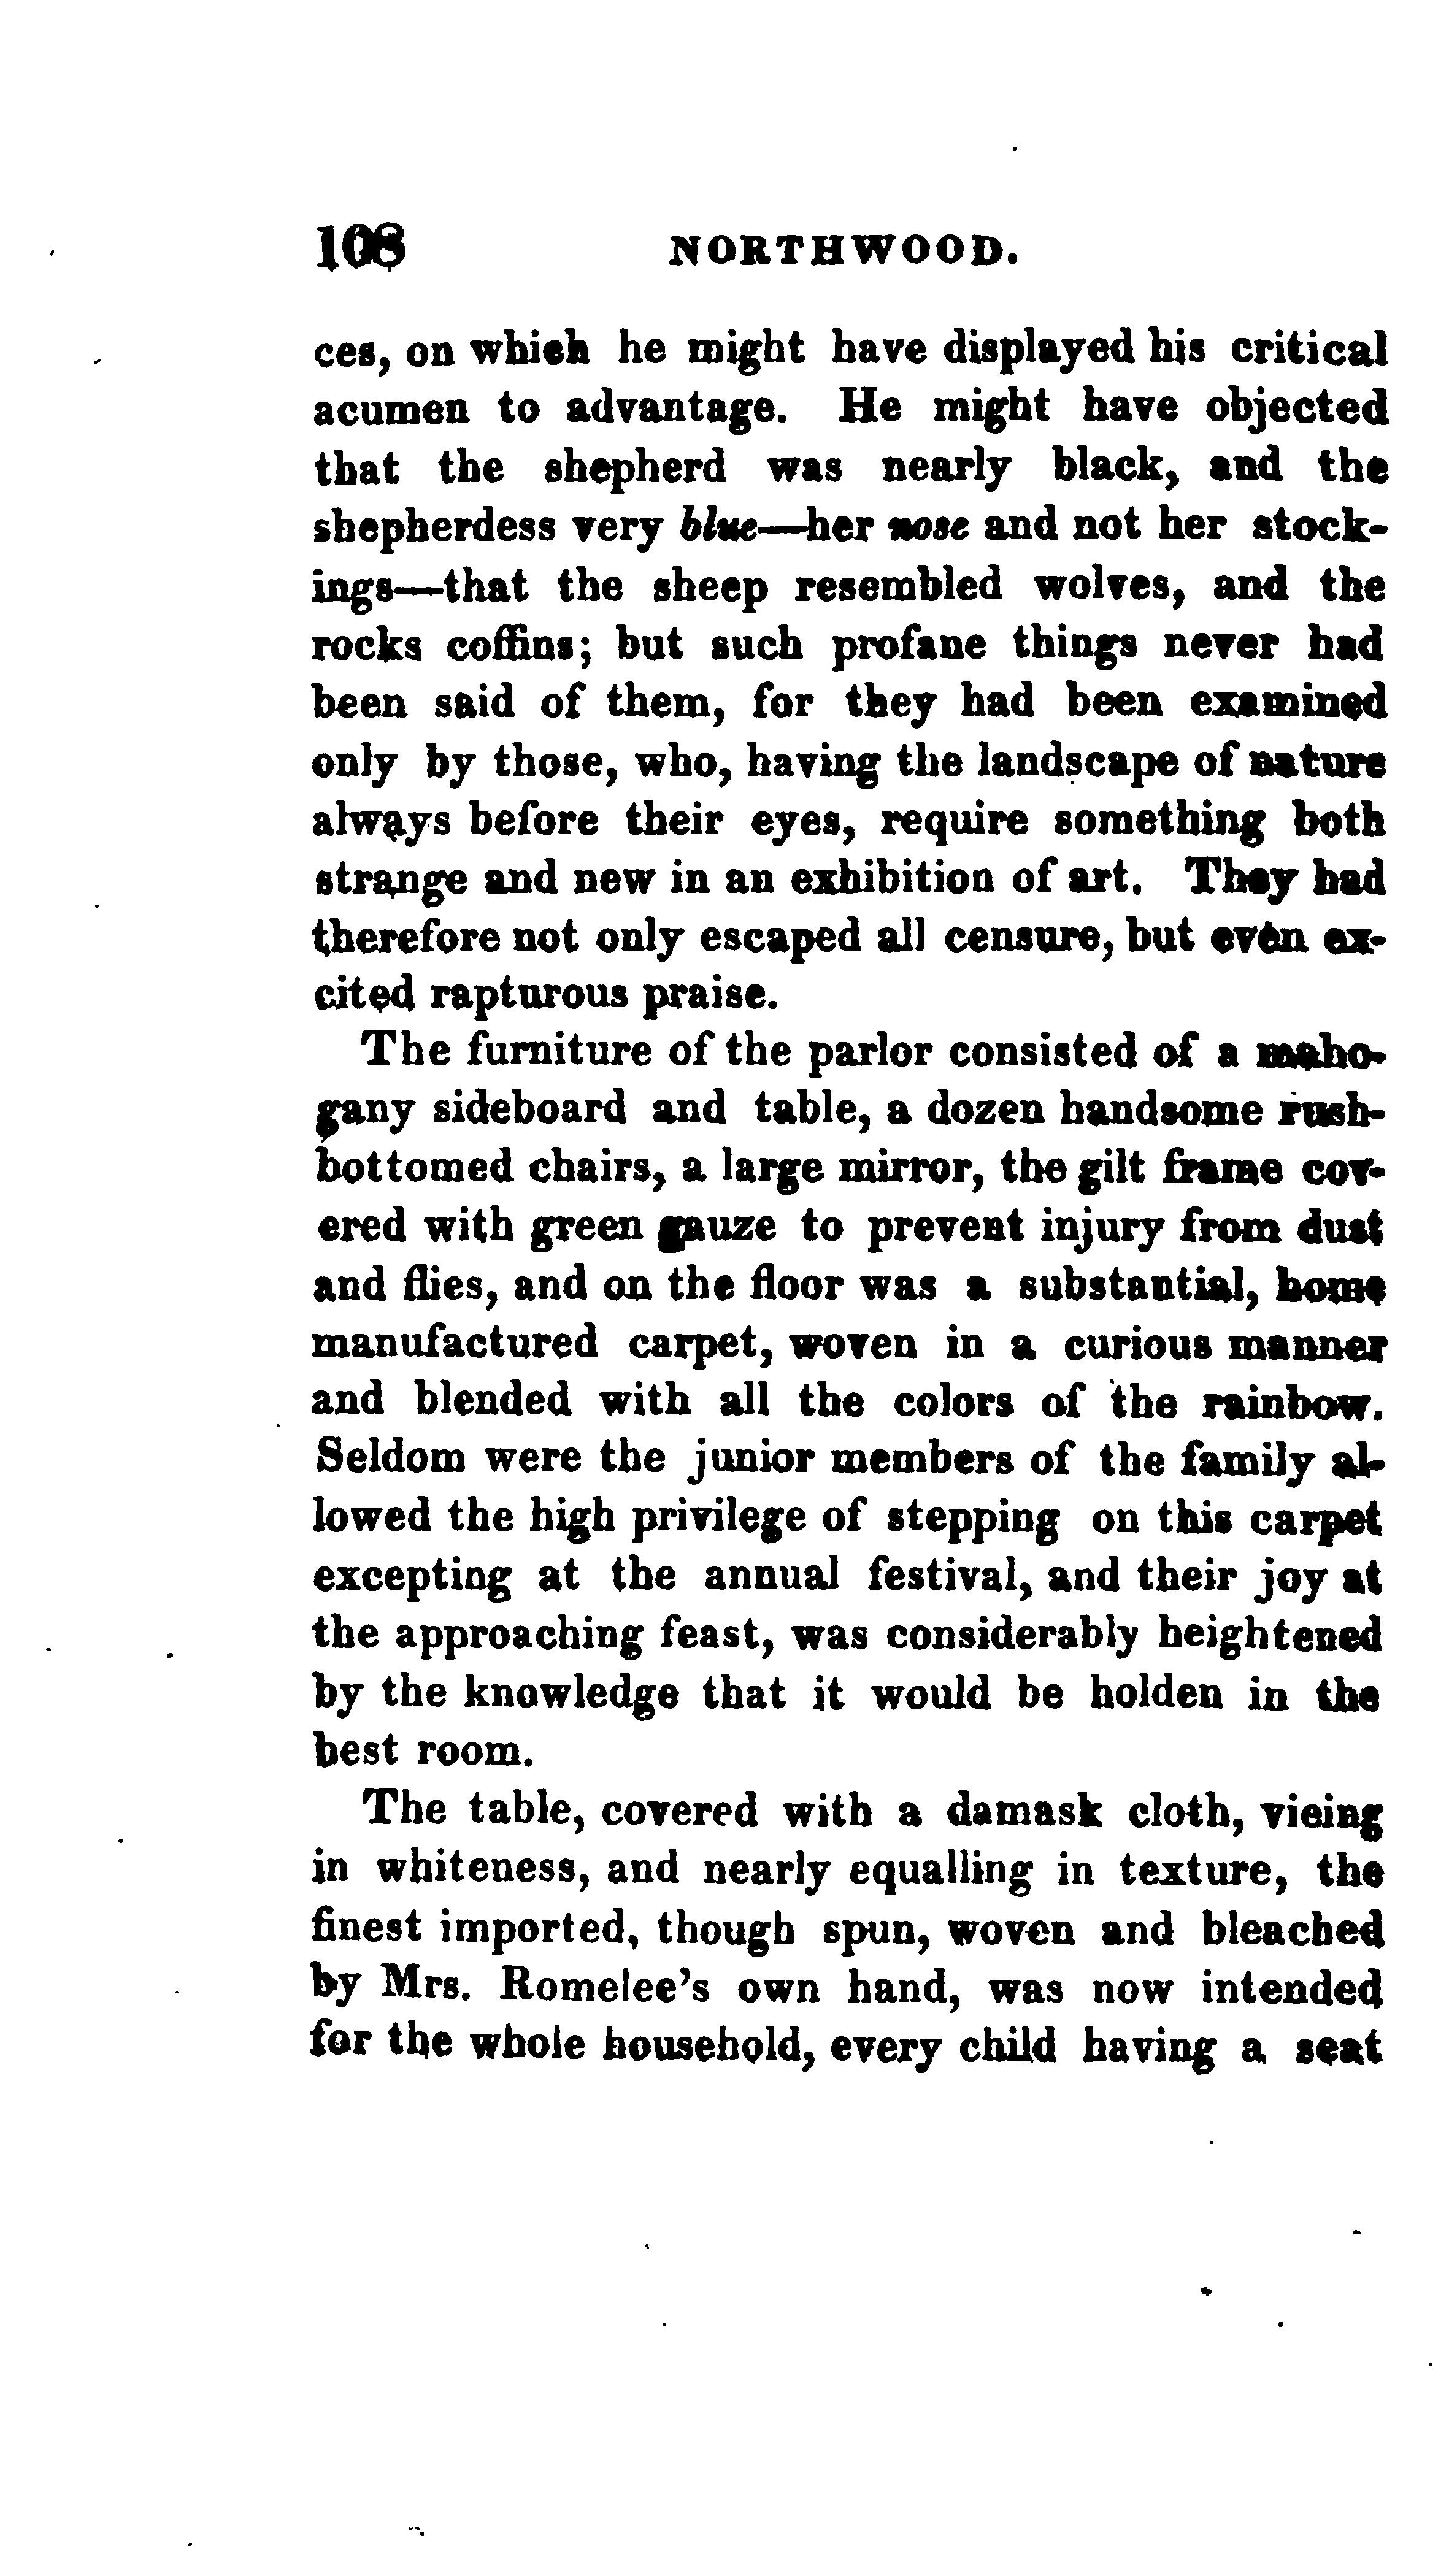 108 NORTHWOOD.
ces, on which he might have displayed his critical
acumen to advantage. He might have objected
that the shepherd was nearly black, and the
shepherdess very blue—her nose and not her stock-
ings—that the sheep resembled wolves, and the
rocks coffins; but such profane things never had
been said of them, for they had been examined
only by those, who, having the landscape of nature
always before their eyes, require something both
strange and new in an exhibition of art. They had
therefore not only escaped all censure, but even ex-
cited rapturous praise.
The furniture of the parlor consisted of a maho-
gany sideboard and table, a dozen handsome rush-
bottomed chairs, a large mirror, the gilt frame cov-
ered with green gauze to prevent injury from dust
and flies, and on the floor was a substantial, home
manufactured carpet, woven in a curious manner
and blended with all the colors of the rainbow.
Seldom were the junior members of the family al-
lowed the high privilege of stepping on this carpet
excepting at the annual festival, and their joy at
the approaching feast, was considerably heightened
by the knowledge that it would be holden in the
best room.
The table, covered with a damask cloth, vieing
in whiteness, and nearly equalling in texture, the
finest imported, though spun, woven and bleached
by Mrs. Romelee's own hand, was now intended
for the whole household, every child having a seat